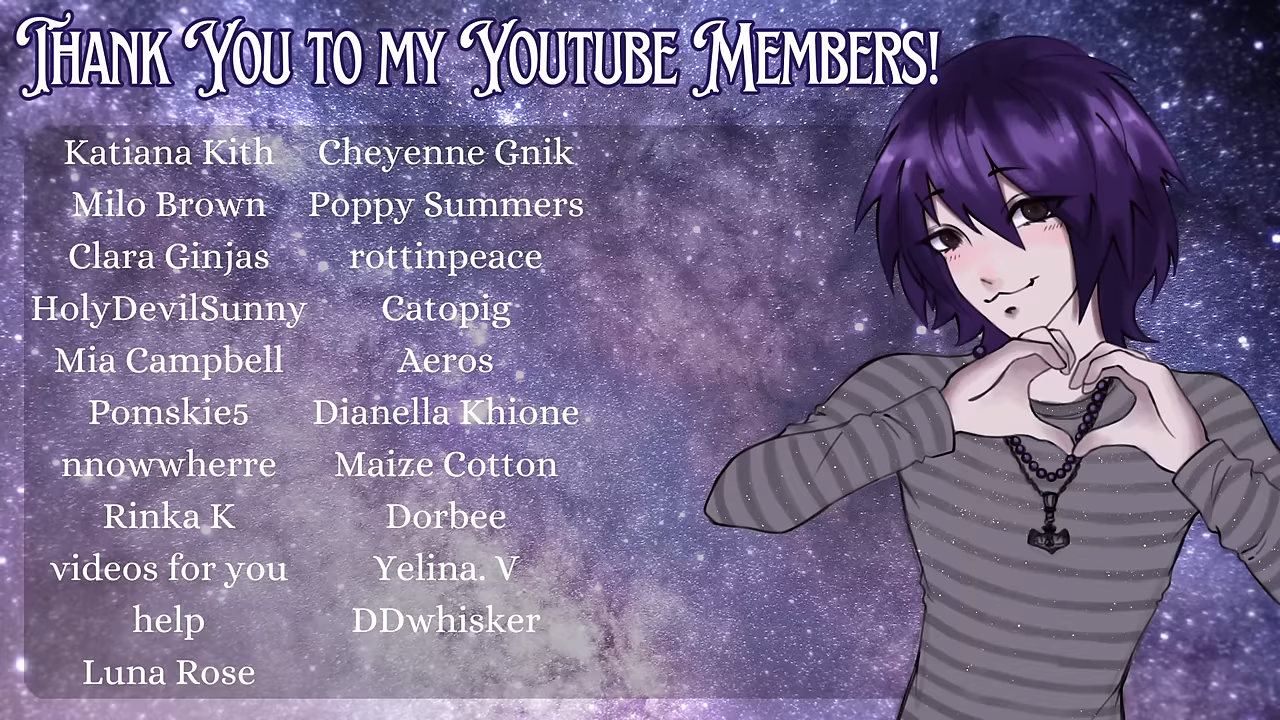 Thank You to my Youtube Members!
Katiana Kith
Milo Brown
Clara Ginjas
HolyDevilSunny
Mia Campbell
Pomskie5
nnowwherre
Rinka K
videos for you
help
Luna Rose
Cheyenne Gnik
Poppy Summers
rottinpeace
Catopig
Aeros
Dianella Khione
Maize Cotton
Dorbee
Yelina. V
DDwhisker